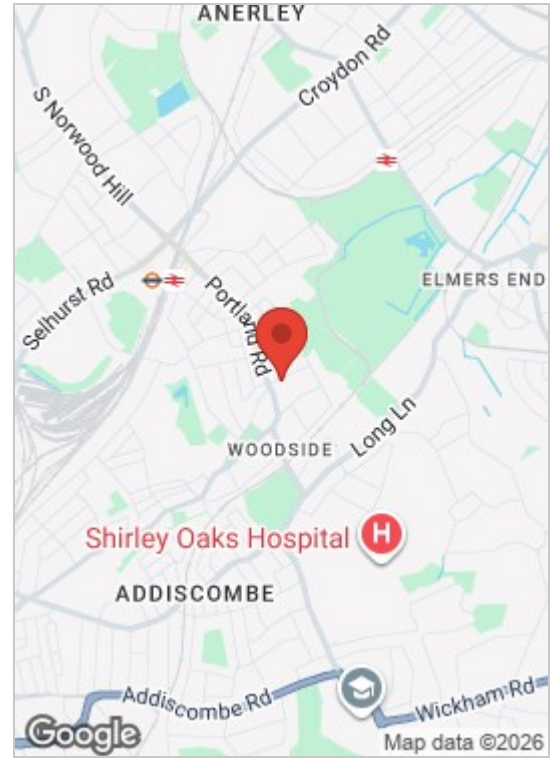 ANERLEY
Croydon Rd
S Norwood Hill
Selhurst Rd
Portland Rd
ELMERS END
WOODSIDE
Long Ln
Shirley Oaks Hospital
H
ADDISCOMBE
Addiscombe Rd
Wickham Rd
Google
Map data ©2026